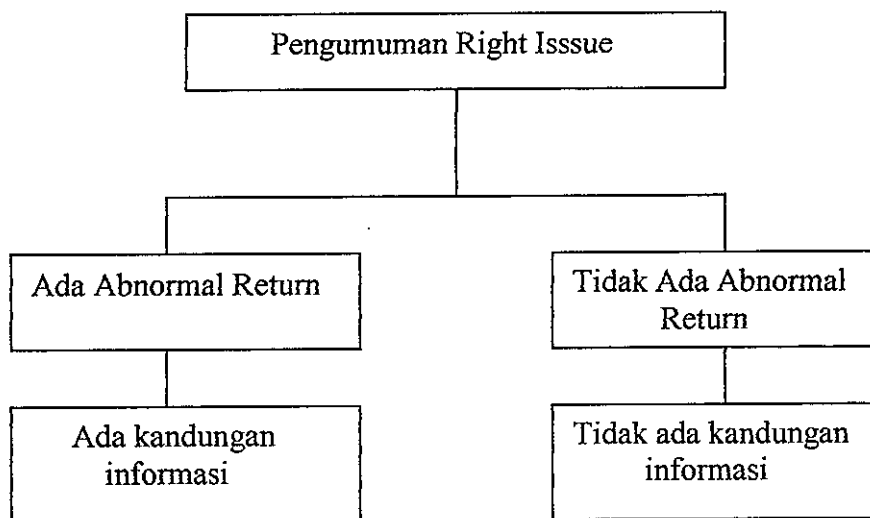 Pengumuman Right Isssue
Ada Abnormal Return
Tidak Ada Abnormal
Return
Ada kandungan
informasi
Tidak ada kandungan
informasi